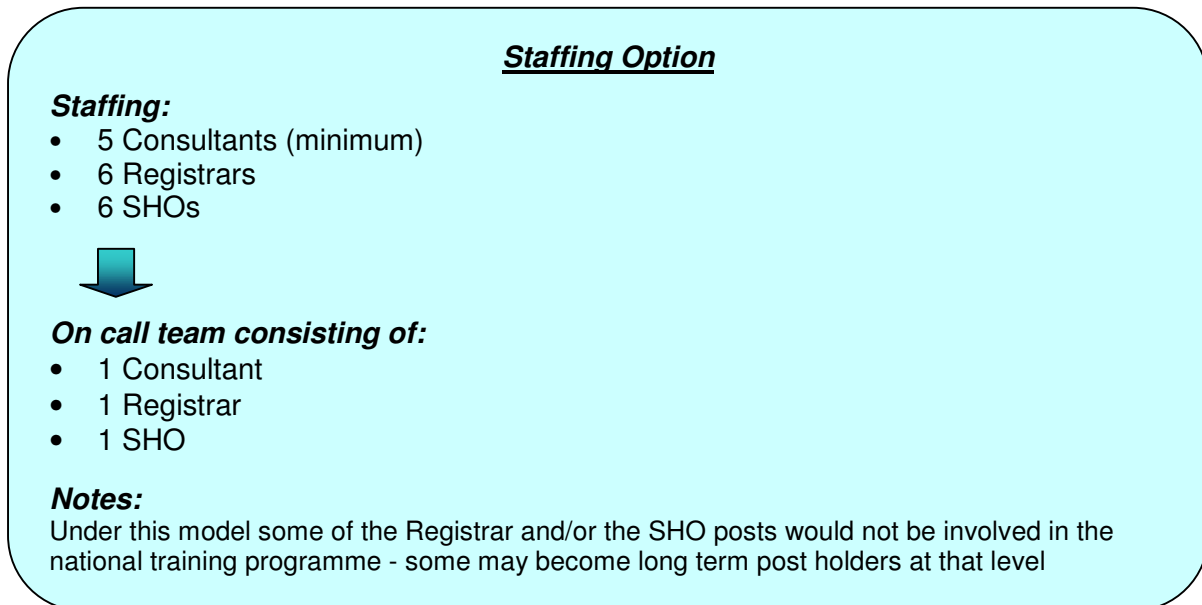 Staffing Option
Staffing:
• 5 Consultants (minimum)
• 6 Registrars
• 6 SHOs
On call team consisting of:
• 1 Consultant
• 1 Registrar
• 1 SHO
Notes:
Under this model some of the Registrar and/or the SHO posts would not be involved in the
national training programme - some may become long term post holders at that level